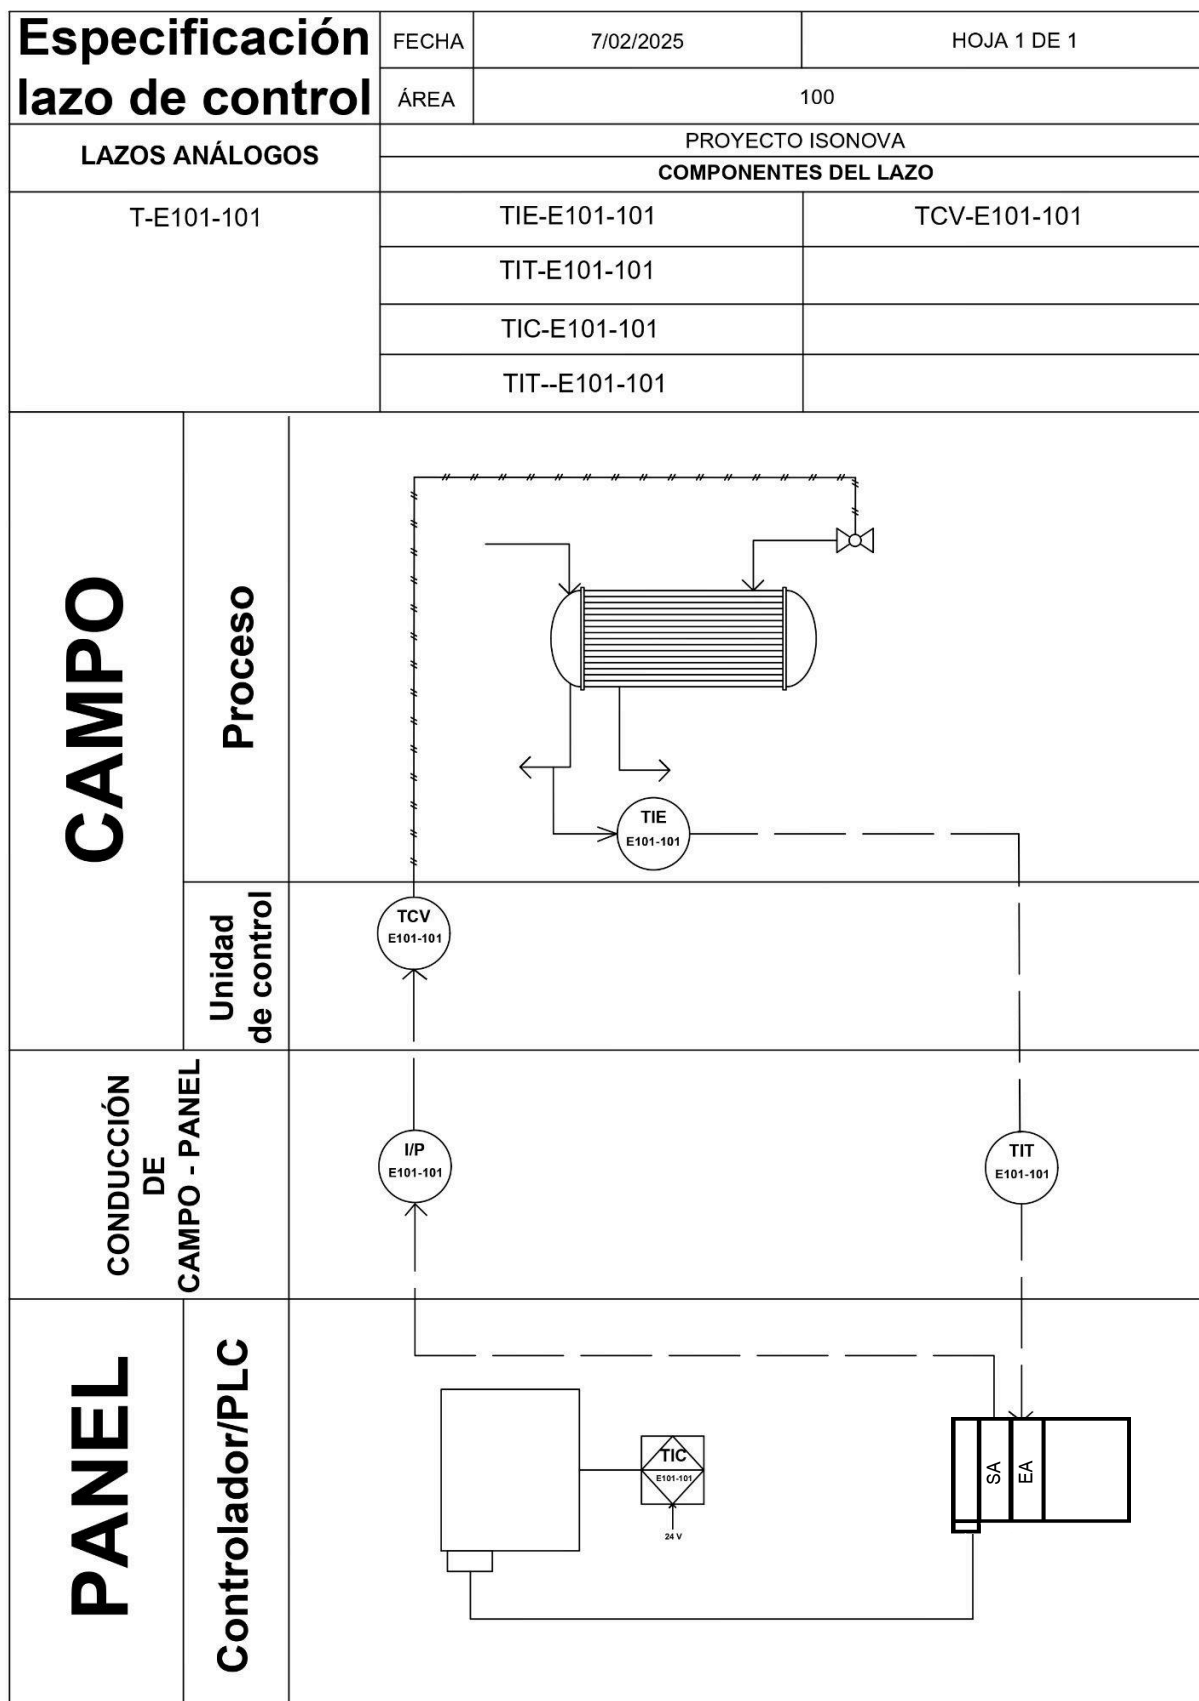 Especificación
lazo de control
FECHA
7/02/2025
HOJA 1 DE 1
ÁREA
100
LAZOS ANÁLOGOS
PROYECTO ISONOVA
COMPONENTES DEL LAZO
T-E101-101
TIE-E101-101
TCV-E101-101
TIT-E101-101
TIC-E101-101
TIT--E101-101
CAMPO
Proceso
TIE
E101-101
Unidad
de control
TCV
E101-101
CONDUCCIÓN
DE
CAMPO - PANEL
I/P
E101-101
TIT
E101-101
PANEL
Controlador/PLC
TIC
E101-101
24 V
SA
EA